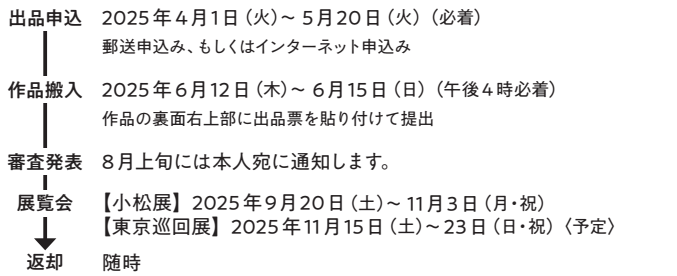 出品申込 2025年4月1日（火）～5月20日（火）（必着）
郵送申込み、もしくはインターネット申込み
作品搬入 2025年6月12日（木）～6月15日（日）（午後4時必着）
作品の裏面右上部に出品票を貼り付けて提出
審査発表 8月上旬には本人宛に通知します。
展覧会 【小松展】2025年9月20日（土）～11月3日（月・祝）
【東京巡回展】2025年11月15日（土）～23日（日・祝）〈予定〉
返却 随時